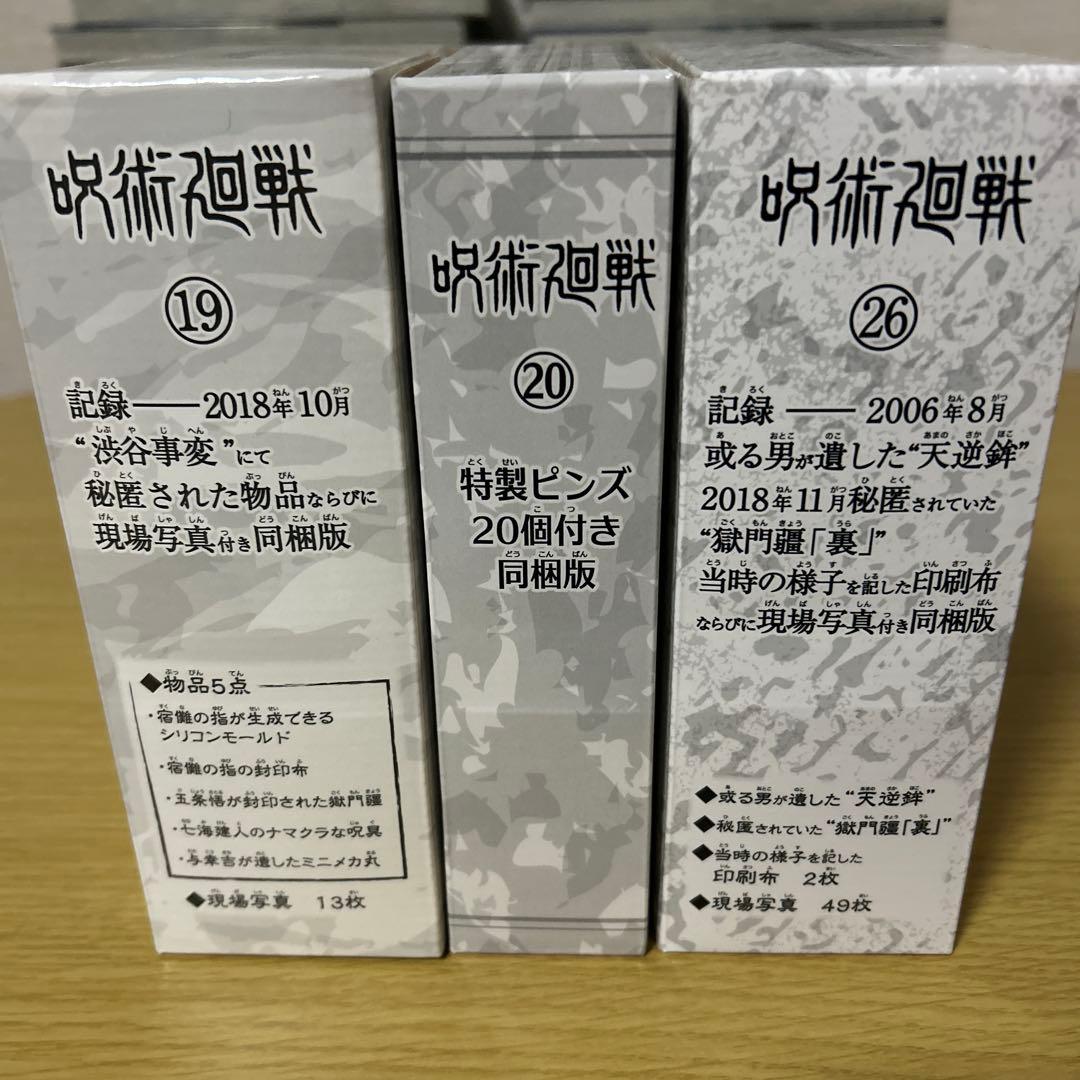 呪術廻戦
⑲
記録──2018年10月
“渋谷事変”にて
秘匿された物品ならびに
現場写真付き同梱版
◆物品5点
・宿儺の指が生成できる
シリコンモールド
・宿儺の指の封印布
・五条悟が封印された獄門疆
・七海建人のナマクラな呪具
・与幸吉が遺したミニメカ丸
◆現場写真 13枚
呪術廻戦
⑳
特製ピンズ
20個付き
同梱版
呪術廻戦
㉖
記録 ── 2006年8月
或る男が遺した“天逆鉾”
2018年11月秘匿されていた
“獄門疆「裏」”
当時の様子を記した印刷布
ならびに現場写真付き同梱版
◆或る男が遺した“天逆鉾”
◆秘匿されていた“獄門疆「裏」”
◆当時の様子を記した
印刷布 2枚
◆現場写真 49枚